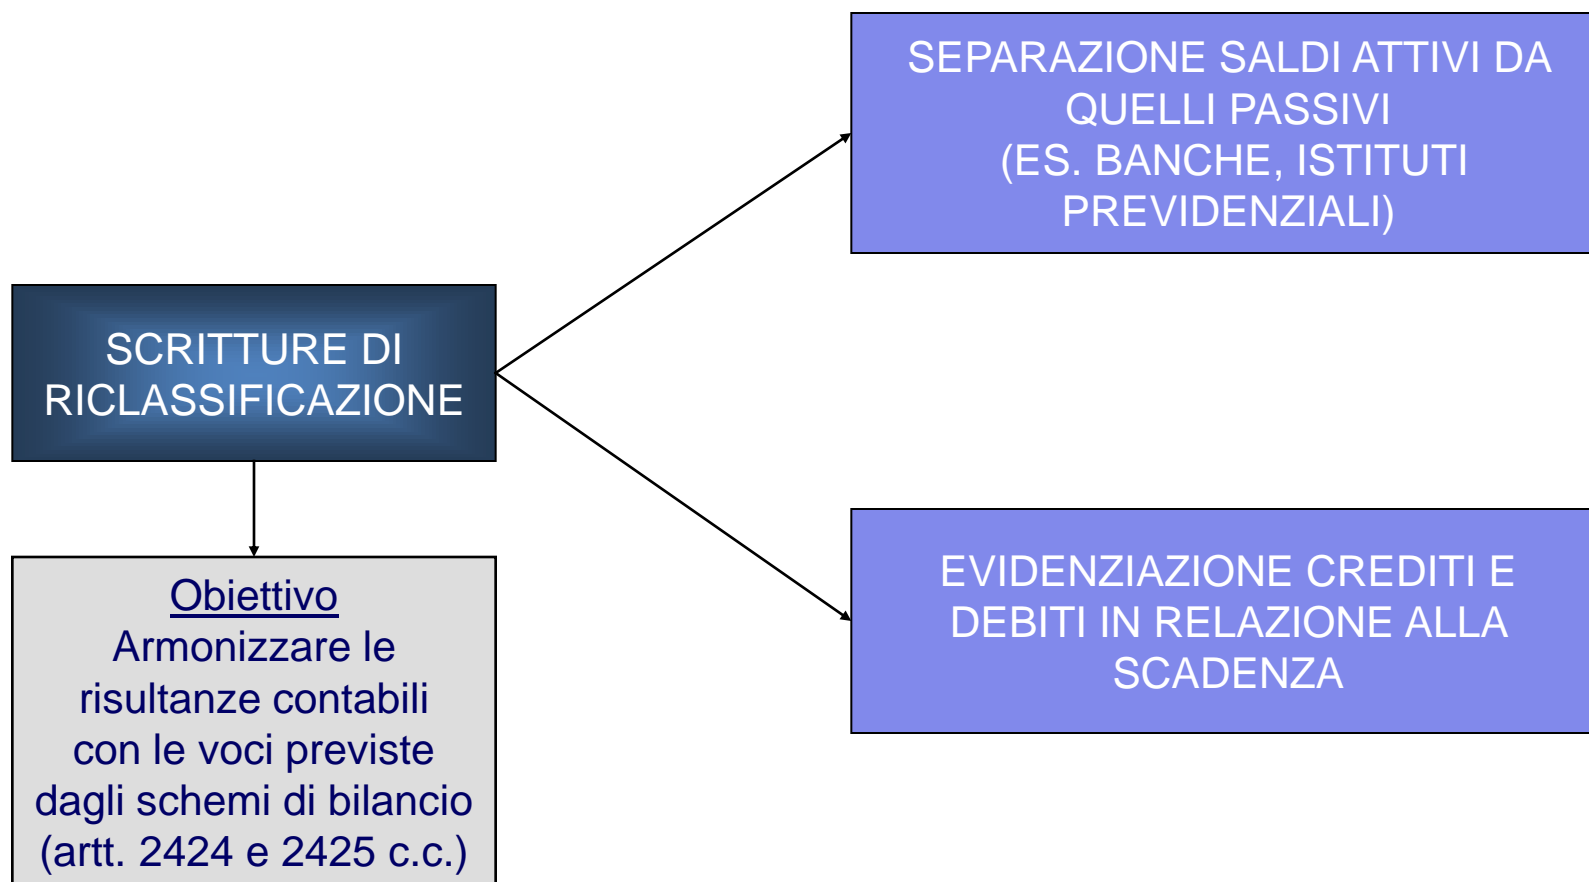 SCRITTURE DI
RICLASSIFICAZIONE
Obiettivo
Armonizzare le
risultanze contabili
con le voci previste
dagli schemi di bilancio
(artt. 2424 e 2425 c.c.)
SEPARAZIONE SALDI ATTIVI DA
QUELLI PASSIVI
(ES. BANCHE, ISTITUTI
PREVIDENZIALI)
EVIDENZIAZIONE CREDITI E
DEBITI IN RELAZIONE ALLA
SCADENZA